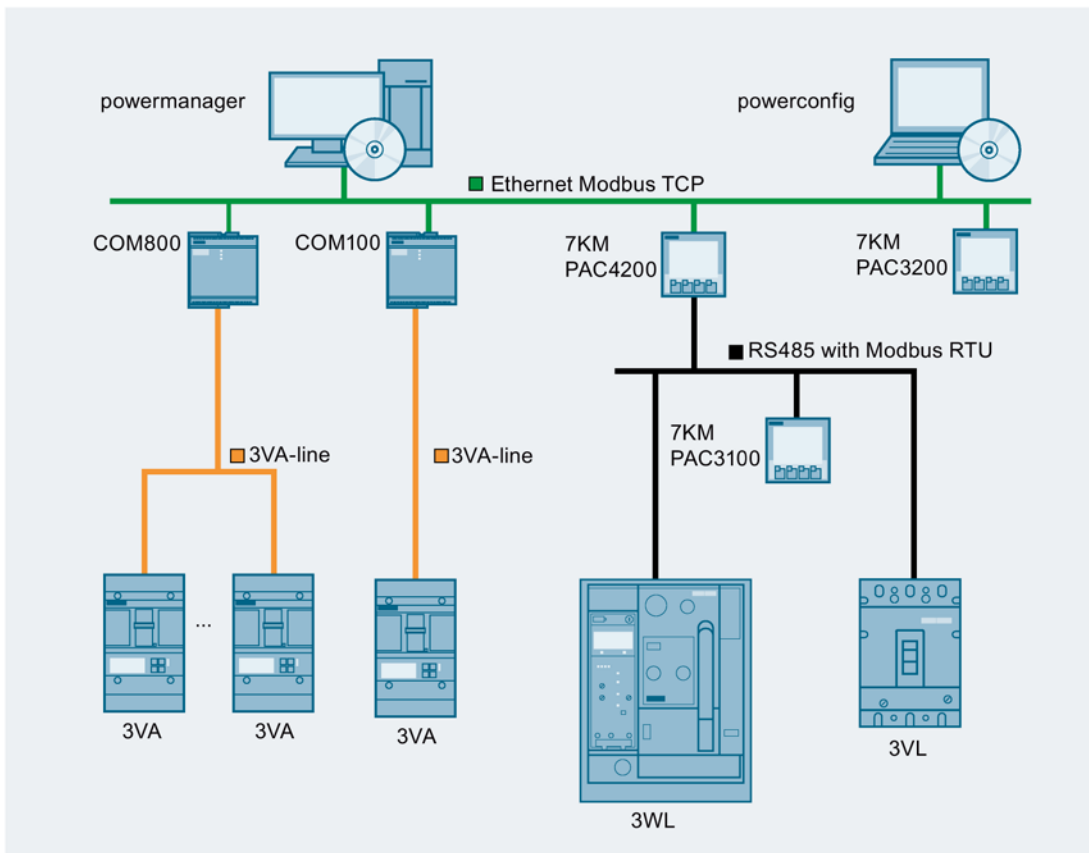 powermanager
powerconfig
Ethernet Modbus TCP
COM800
COM100
7KM
PAC4200
7KM
PAC3200
RS485 with Modbus RTU
3VA-line
3VA-line
7KM
PAC3100
...
3VA
3VA
3VA
3WL
3VL